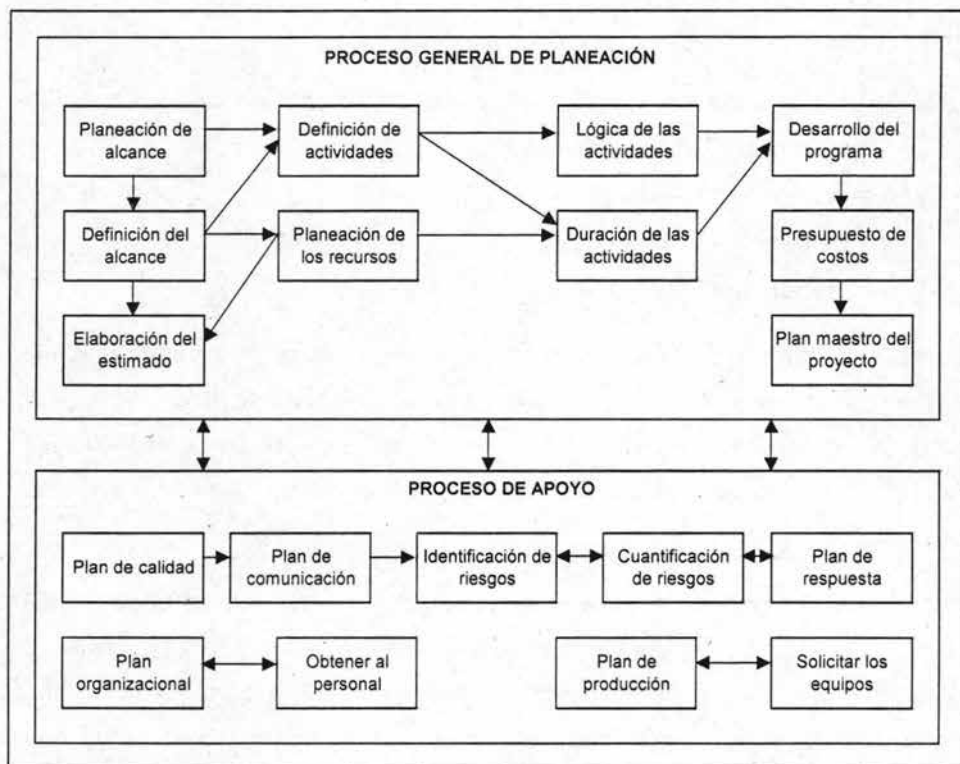 PROCESO GENERAL DE PLANEACIÓN
Planeación de
alcance
Definición de
actividades
Lógica de las
actividades
Desarrollo del
programa
Definición del
alcance
Planeación de
los recursos
Duración de las
actividades
Presupuesto de
costos
Elaboración del
estimado
Plan maestro del
proyecto
PROCESO DE APOYO
Plan de calidad
Plan de
comunicación
Identificación de
riesgos
Cuantificación
de riesgos
Plan de
respuesta
Plan
organizacional
Obtener al
personal
Plan de
producción
Solicitar los
equipos